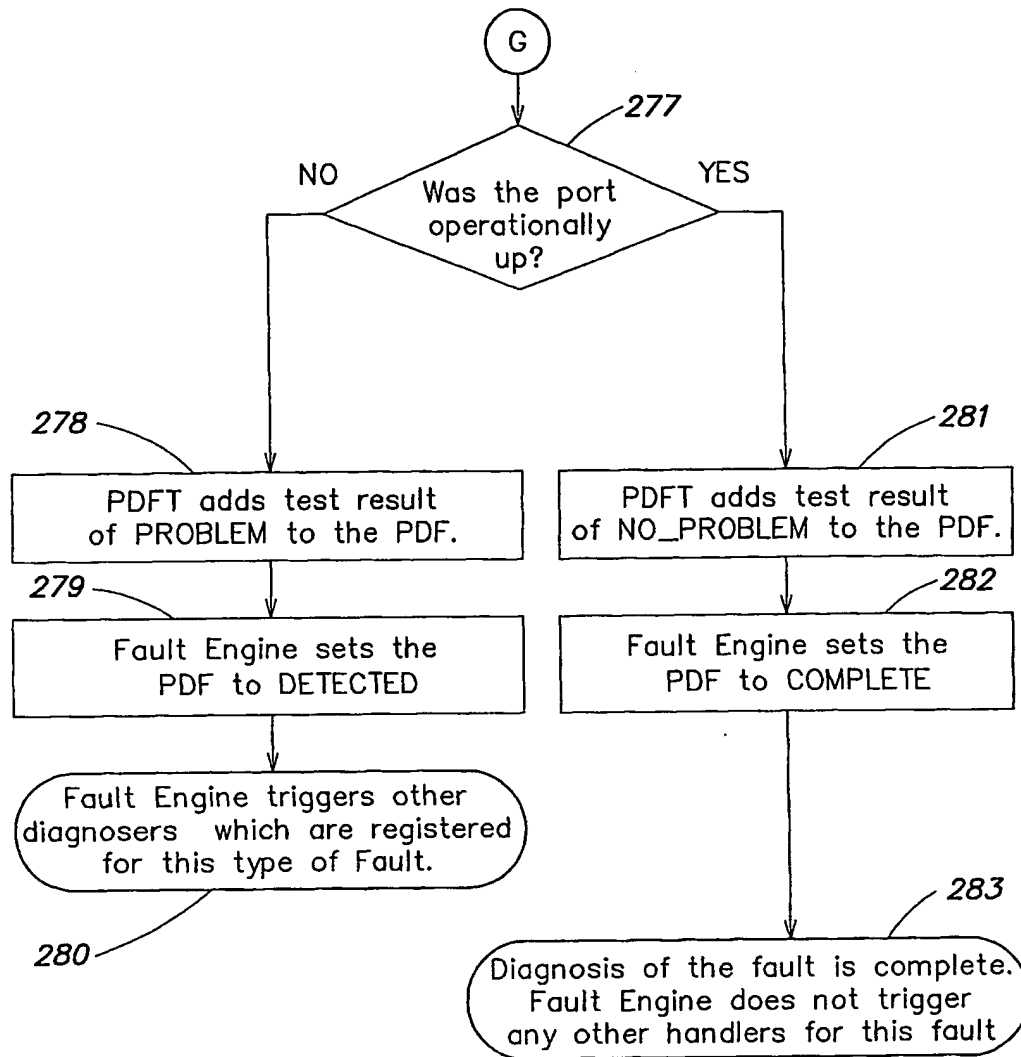 G
277
NO
YES
Was the port
operationally
up?
278
281
PDFT adds test result
of PROBLEM to the PDF.
PDFT adds test result
of NO_PROBLEM to the PDF.
279
282
Fault Engine sets the
PDF to DETECTED
Fault Engine sets the
PDF to COMPLETE
Fault Engine triggers other
diagnosers which are registered
for this type of Fault.
280
283
Diagnosis of the fault is complete.
Fault Engine does not trigger
any other handlers for this fault